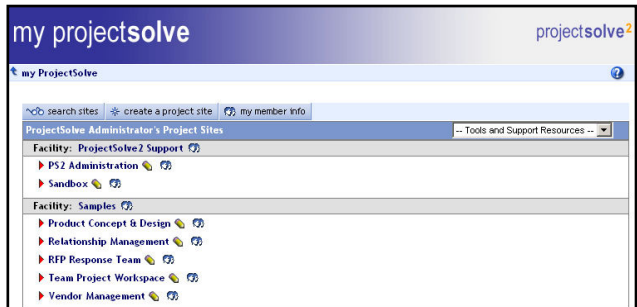 my projectsolve
projectsolve2
my ProjectSolve
search sites create a project site my member info
ProjectSolve Administrator's Project Sites -- Tools and Support Resources --
Facility: ProjectSolve2 Support
PS2 Administration
Sandbox
Facility: Samples
Product Concept & Design
Relationship Management
RFP Response Team
Team Project Workspace
Vendor Management